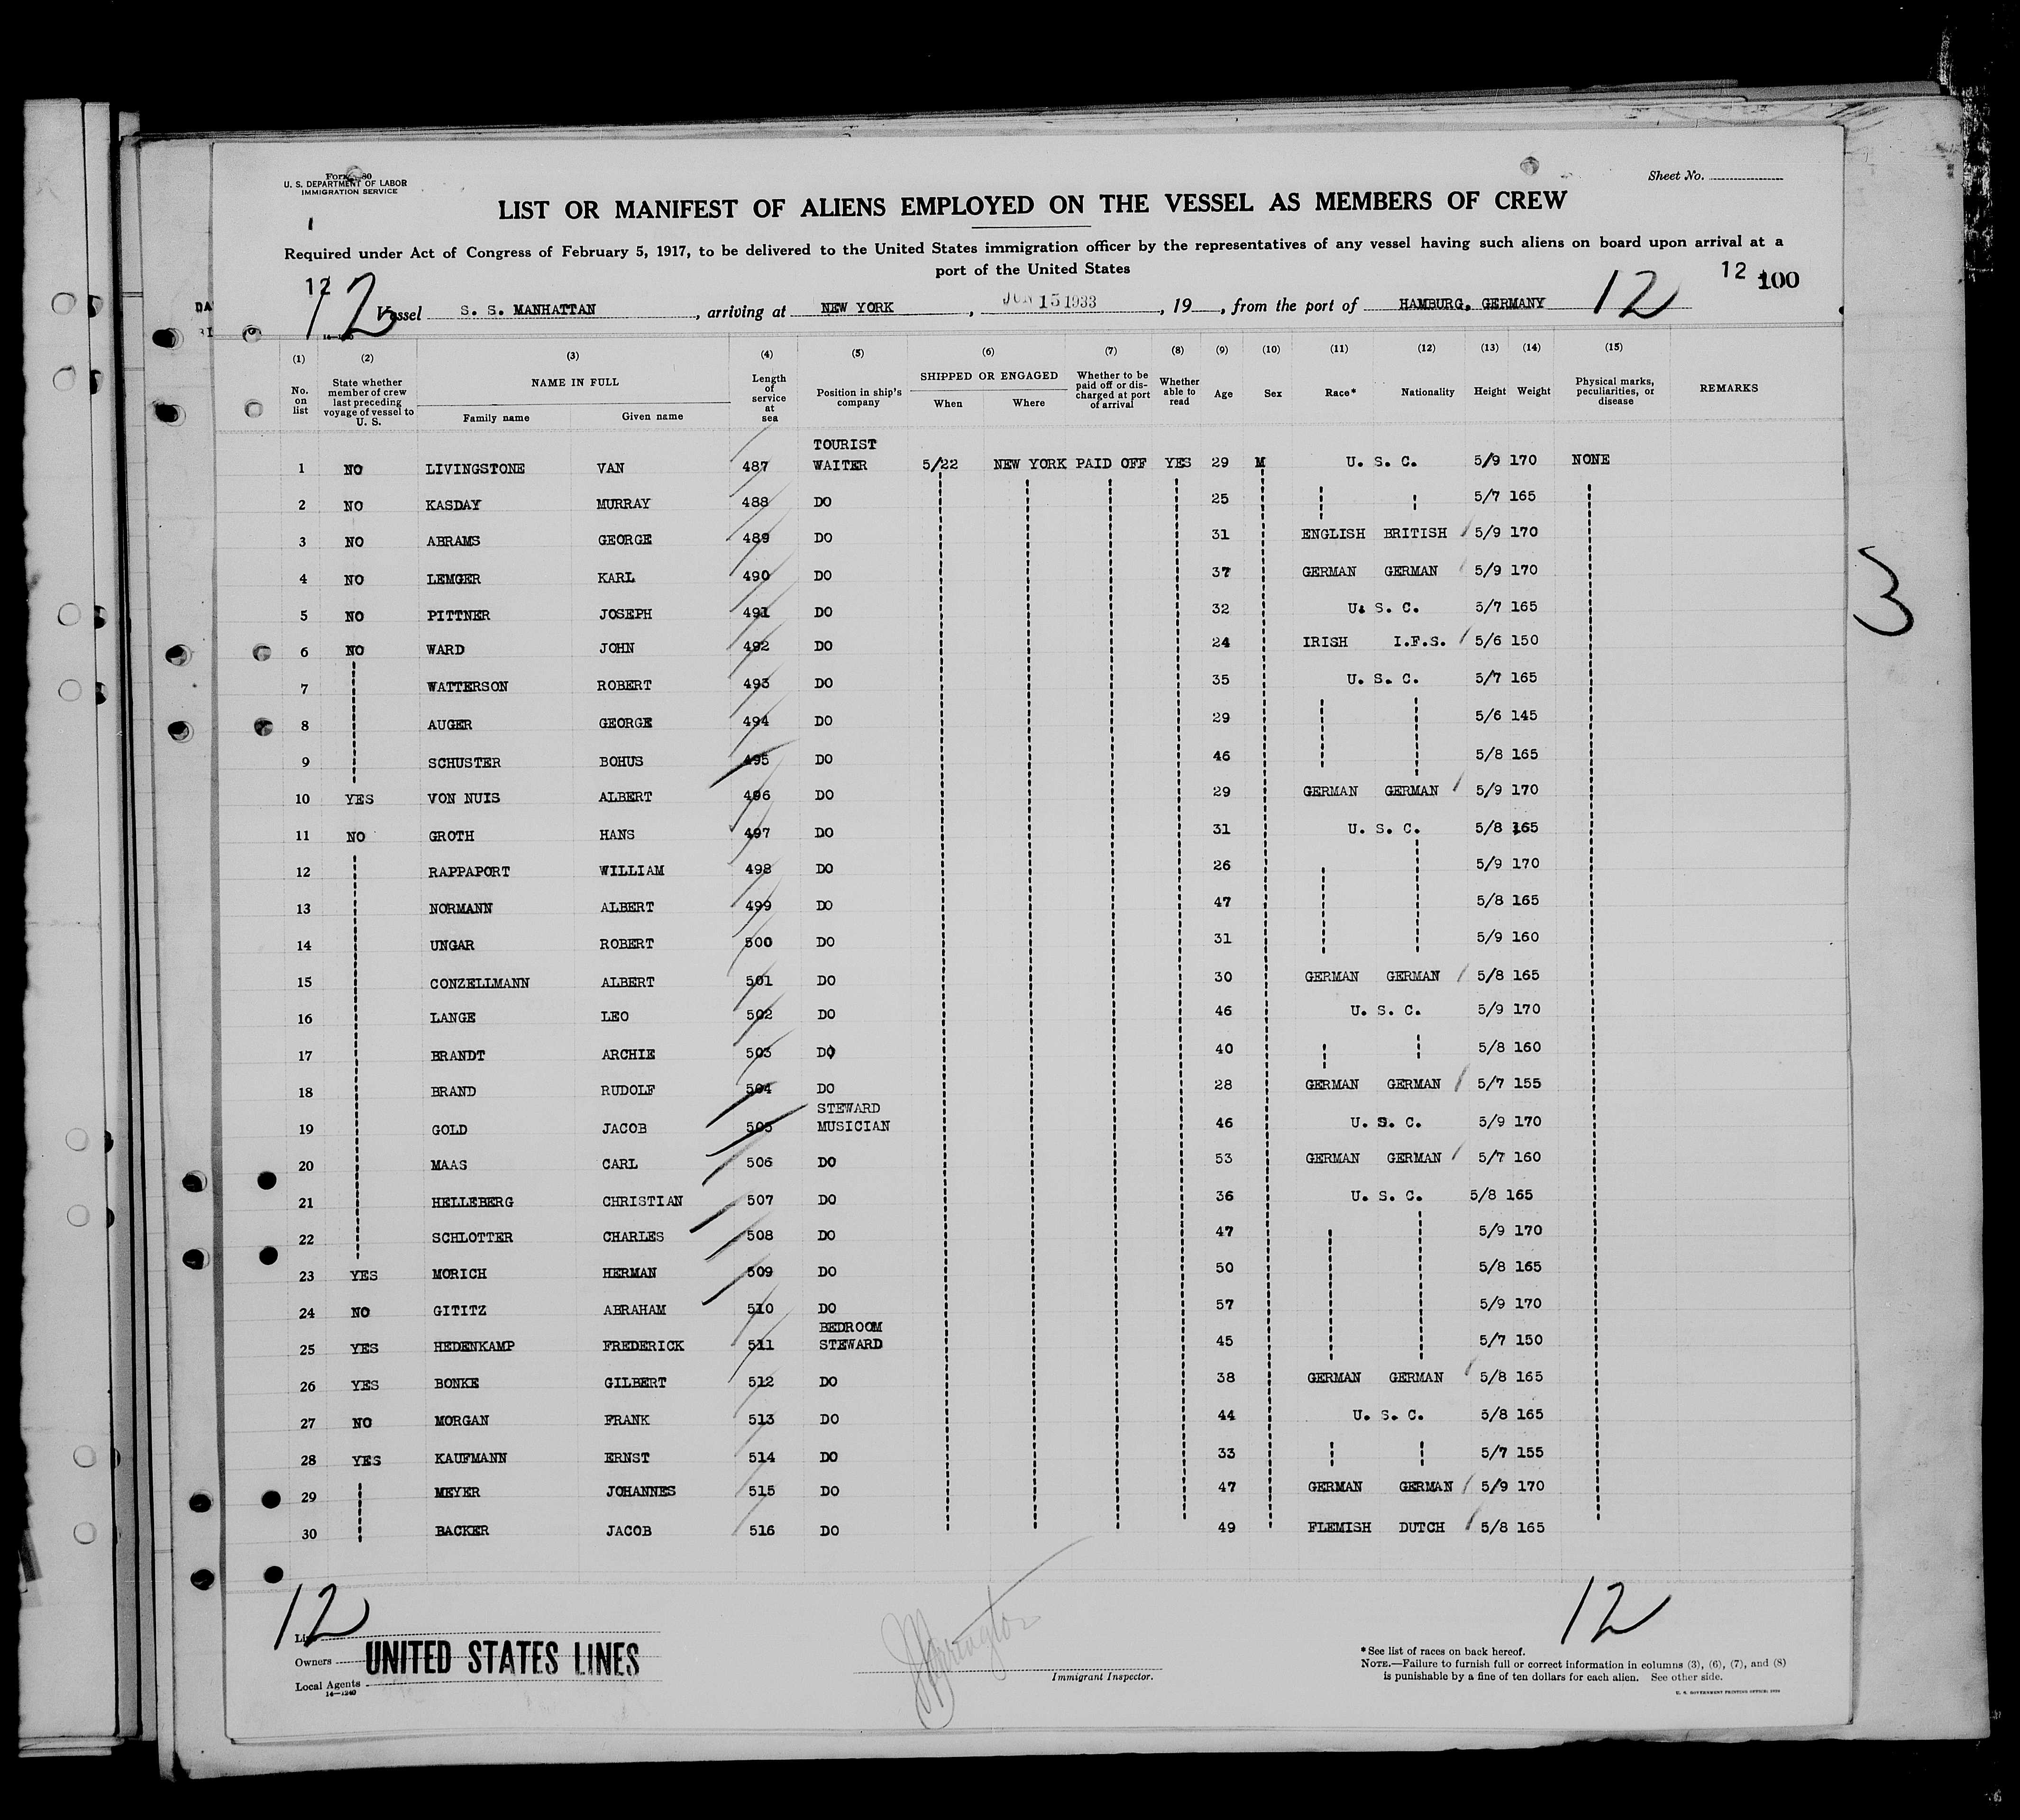 Form 680
U. S. DEPARTMENT OF LABOR
IMMIGRATION SERVICE
Sheet No.
LIST OR MANIFEST OF ALIENS EMPLOYED ON THE VESSEL AS MEMBERS OF CREW
Required under Act of Congress of February 5, 1917, to be delivered to the United States immigration officer by the representatives of any vessel having such aliens on board upon arrival at a
port of the United States
12 12 100
12 Vessel S. S. MANHATTAN, arriving at NEW YORK, JUN 15 1933, 19, from the port of HAMBURG, GERMANY 12
(1) (2) (3) (4) (5) (6) (7) (8) (9) (10) (11) (12) (13) (14) (15)
No. on list State whether member of crew last preceding voyage of vessel to U. S. NAME IN FULL Family name Given name Length of service at sea Position in ship's company SHIPPED OR ENGAGED When Where Whether to be paid off or discharged at port of arrival Whether able to read Age Sex Race* Nationality Height Weight Physical marks, peculiarities, or disease REMARKS
TOURIST
1 NO LIVINGSTONE VAN 487 WAITER 5/22 NEW YORK PAID OFF YES 29 M U. S. C. 5/9 170 NONE
2 NO KASDAY MURRAY 488 DO 25 5/7 165
3 NO ABRAMS GEORGE 489 DO 31 ENGLISH BRITISH 5/9 170
4 NO LEMGER KARL 490 DO 37 GERMAN GERMAN 5/9 170
5 NO PITTNER JOSEPH 491 DO 32 U. S. C. 5/7 165
6 NO WARD JOHN 492 DO 24 IRISH I.F.S. 5/6 150
7 WATTERSON ROBERT 493 DO 35 U. S. C. 5/7 165
8 AUGER GEORGE 494 DO 29 5/6 145
9 SCHUSTER BOHUS 495 DO 46 5/8 165
10 YES VON NUIS ALBERT 496 DO 29 GERMAN GERMAN 5/9 170
11 NO GROTH HANS 497 DO 31 U. S. C. 5/8 165
12 RAPPAPORT WILLIAM 498 DO 26 5/9 170
13 NORMANN ALBERT 499 DO 47 5/8 165
14 UNGAR ROBERT 500 DO 31 5/9 160
15 CONZELLMANN ALBERT 501 DO 30 GERMAN GERMAN 5/8 165
16 LANGE LEO 502 DO 46 U. S. C. 5/9 170
17 BRANDT ARCHIE 503 DO 40 5/8 160
18 BRAND RUDOLF 504 DO 28 GERMAN GERMAN 5/7 155
STEWARD
19 GOLD JACOB 505 MUSICIAN 46 U. S. C. 5/9 170
20 MAAS CARL 506 DO 53 GERMAN GERMAN 5/7 160
21 HELLEBERG CHRISTIAN 507 DO 36 U. S. C. 5/8 165
22 SCHLOTTER CHARLES 508 DO 47 5/9 170
23 YES MORICH HERMAN 509 DO 50 5/8 165
24 NO GITITZ ABRAHAM 510 DO 57 5/9 170
BEDROOM
25 YES HEDENKAMP FREDERICK 511 STEWARD 45 5/7 150
26 YES BONKE GILBERT 512 DO 38 GERMAN GERMAN 5/8 165
27 NO MORGAN FRANK 513 DO 44 U. S. C. 5/8 165
28 YES KAUFMANN ERNST 514 DO 33 5/7 155
29 MEYER JOHANNES 515 DO 47 GERMAN GERMAN 5/9 170
30 BACKER JACOB 516 DO 49 FLEMISH DUTCH 5/8 165
3
12 12
Line
Owners UNITED STATES LINES
Local Agents
14—1240
Immigrant Inspector.
*See list of races on back hereof.
NOTE.—Failure to furnish full or correct information in columns (3), (6), (7), and (8)
is punishable by a fine of ten dollars for each alien. See other side.